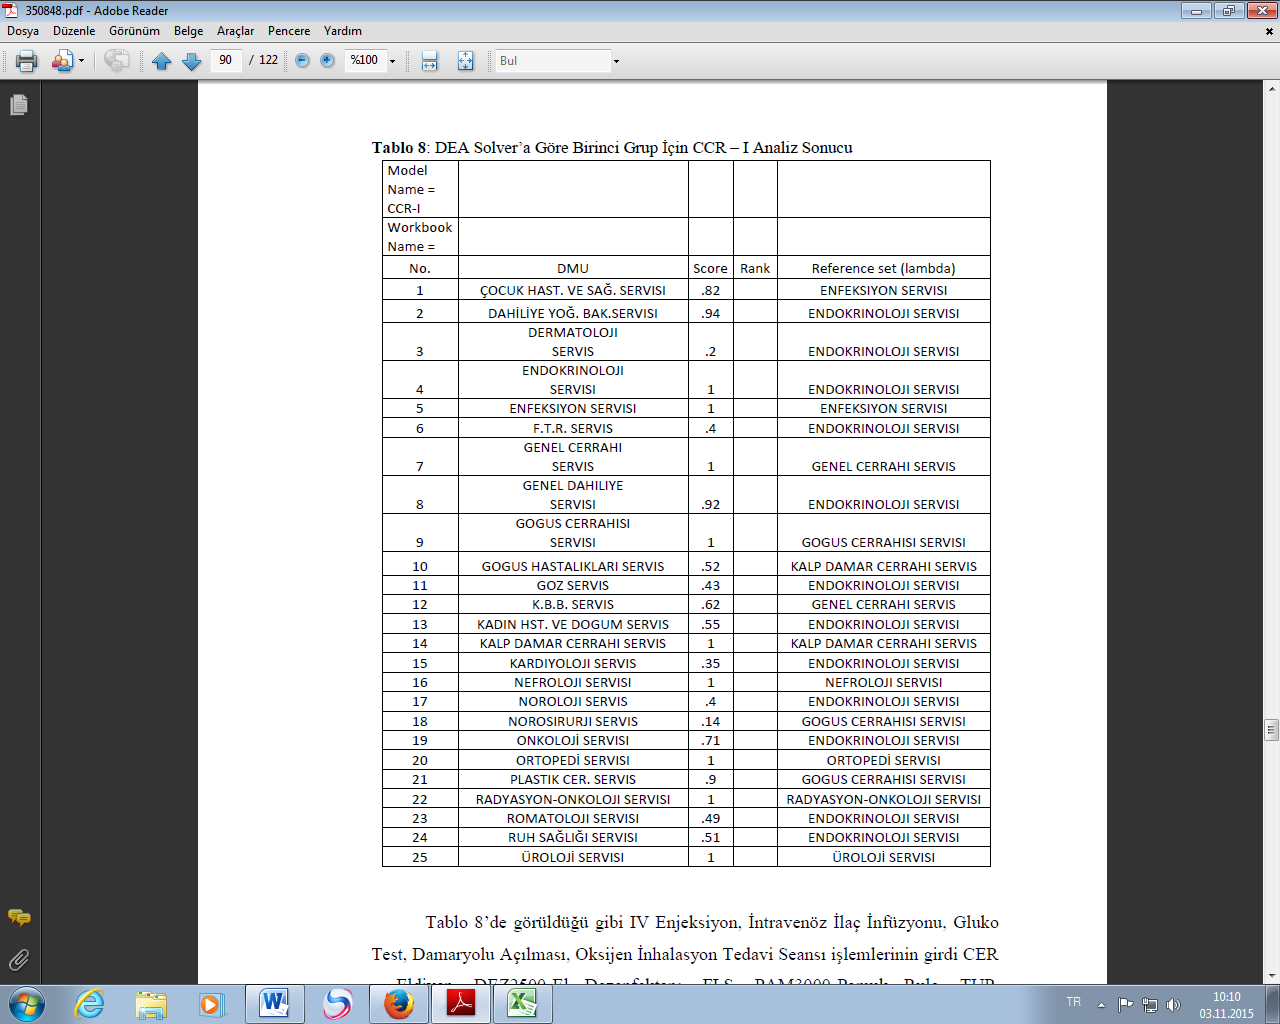 350848.pdf - Adobe Reader
Dosya Düzenle Görünüm Belge Araçlar Pencere Yardım
90 / 122 %100 Bul
Tablo 8: DEA Solver’a Göre Birinci Grup İçin CCR – I Analiz Sonucu
Model
Name =
CCR-I
Workbook
Name =
No. DMU Score Rank Reference set (lambda)
1 ÇOCUK HAST. VE SAĞ. SERVISI .82 ENFEKSIYON SERVISI
2 DAHİLİYE YOĞ. BAK.SERVISI .94 ENDOKRINOLOJI SERVISI
DERMATOLOJI
3 SERVIS .2 ENDOKRINOLOJI SERVISI
ENDOKRINOLOJI
4 SERVISI 1 ENDOKRINOLOJI SERVISI
5 ENFEKSIYON SERVISI 1 ENFEKSIYON SERVISI
6 F.T.R. SERVIS .4 ENDOKRINOLOJI SERVISI
GENEL CERRAHI
7 SERVIS 1 GENEL CERRAHI SERVIS
GENEL DAHILIYE
8 SERVISI .92 ENDOKRINOLOJI SERVISI
GOGUS CERRAHISI
9 SERVISI 1 GOGUS CERRAHISI SERVISI
10 GOGUS HASTALIKLARI SERVIS .52 KALP DAMAR CERRAHI SERVIS
11 GOZ SERVIS .43 ENDOKRINOLOJI SERVISI
12 K.B.B. SERVIS .62 GENEL CERRAHI SERVIS
13 KADIN HST. VE DOGUM SERVIS .55 ENDOKRINOLOJI SERVISI
14 KALP DAMAR CERRAHI SERVIS 1 KALP DAMAR CERRAHI SERVIS
15 KARDIYOLOJI SERVIS .35 ENDOKRINOLOJI SERVISI
16 NEFROLOJI SERVISI 1 NEFROLOJI SERVISI
17 NOROLOJI SERVIS .4 ENDOKRINOLOJI SERVISI
18 NOROSIRURJI SERVIS .14 GOGUS CERRAHISI SERVISI
19 ONKOLOJİ SERVISI .71 ENDOKRINOLOJI SERVISI
20 ORTOPEDİ SERVISI 1 ORTOPEDİ SERVISI
21 PLASTIK CER. SERVIS .9 GOGUS CERRAHISI SERVISI
22 RADYASYON-ONKOLOJI SERVISI 1 RADYASYON-ONKOLOJI SERVISI
23 ROMATOLOJI SERVISI .49 ENDOKRINOLOJI SERVISI
24 RUH SAĞLIĞI SERVISI .51 ENDOKRINOLOJI SERVISI
25 ÜROLOJİ SERVISI 1 ÜROLOJİ SERVISI
Tablo 8’de görüldüğü gibi IV Enjeksiyon, İntravenöz İlaç İnfüzyonu, Gluko
Test, Damaryolu Açılması, Oksijen İnhalasyon Tedavi Seansı işlemlerinin girdi CER
TR 10:10
03.11.2015